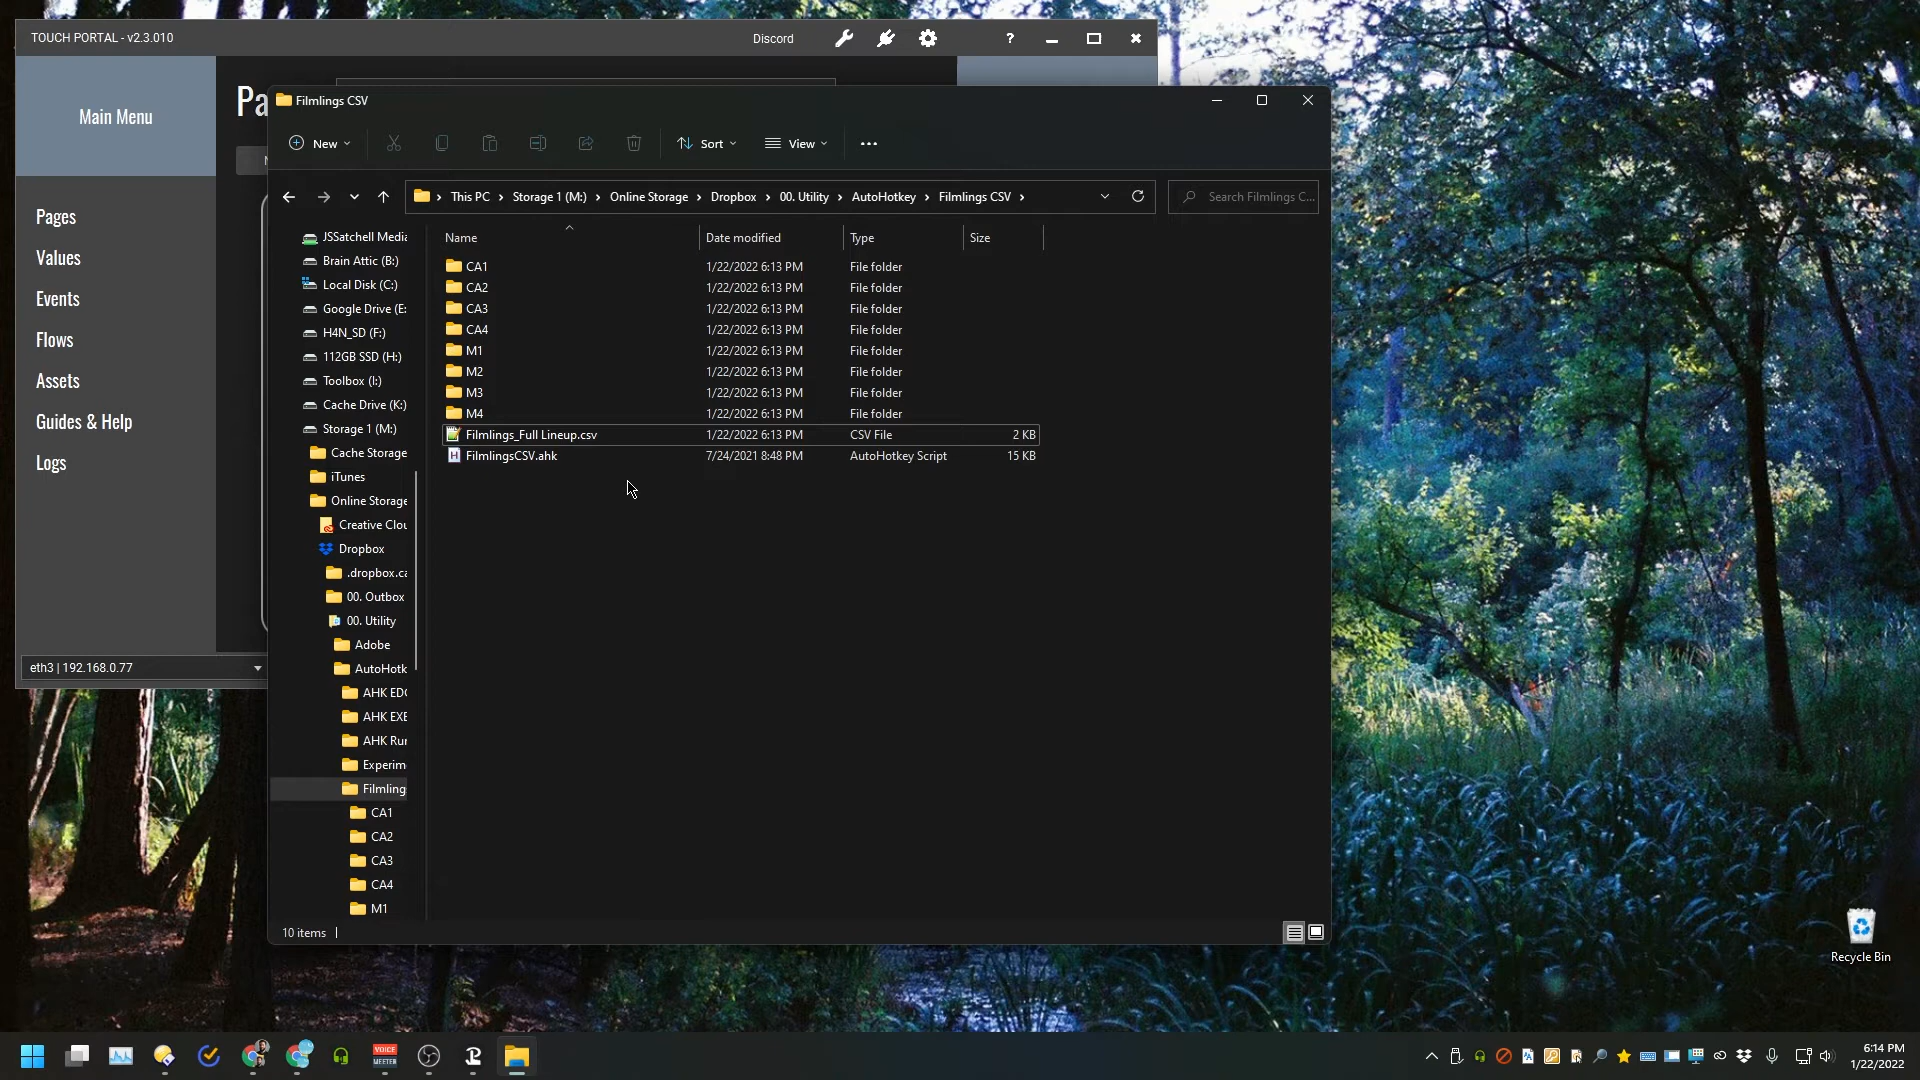 TOUCH PORTAL - v2.3.010
Discord
?
Main Menu
Pages
Values
Events
Flows
Assets
Guides & Help
Logs
eth3 | 192.168.0.77
Pa
Filmlings CSV
New
Sort
View
This PC > Storage 1 (M:) > Online Storage > Dropbox > 00. Utility > AutoHotkey > Filmlings CSV >
Search Filmlings C...
JSSatchell Media
Brain Attic (B:)
Local Disk (C:)
Google Drive (E:
H4N_SD (F:)
112GB SSD (H:)
Toolbox (I:)
Cache Drive (K:)
Storage 1 (M:)
Cache Storage
iTunes
Online Storage
Creative Clou
Dropbox
.dropbox.ca
00. Outbox
00. Utility
Adobe
AutoHotk
AHK EDC
AHK EXE
AHK Run
Experim
Filmling
CA1
CA2
CA3
CA4
M1
Name Date modified Type Size
CA1 1/22/2022 6:13 PM File folder
CA2 1/22/2022 6:13 PM File folder
CA3 1/22/2022 6:13 PM File folder
CA4 1/22/2022 6:13 PM File folder
M1 1/22/2022 6:13 PM File folder
M2 1/22/2022 6:13 PM File folder
M3 1/22/2022 6:13 PM File folder
M4 1/22/2022 6:13 PM File folder
Filmlings_Full Lineup.csv 1/22/2022 6:13 PM CSV File 2 KB
FilmlingsCSV.ahk 7/24/2021 8:48 PM AutoHotkey Script 15 KB
10 items
Recycle Bin
VOICE
MEETER
6:14 PM
1/22/2022